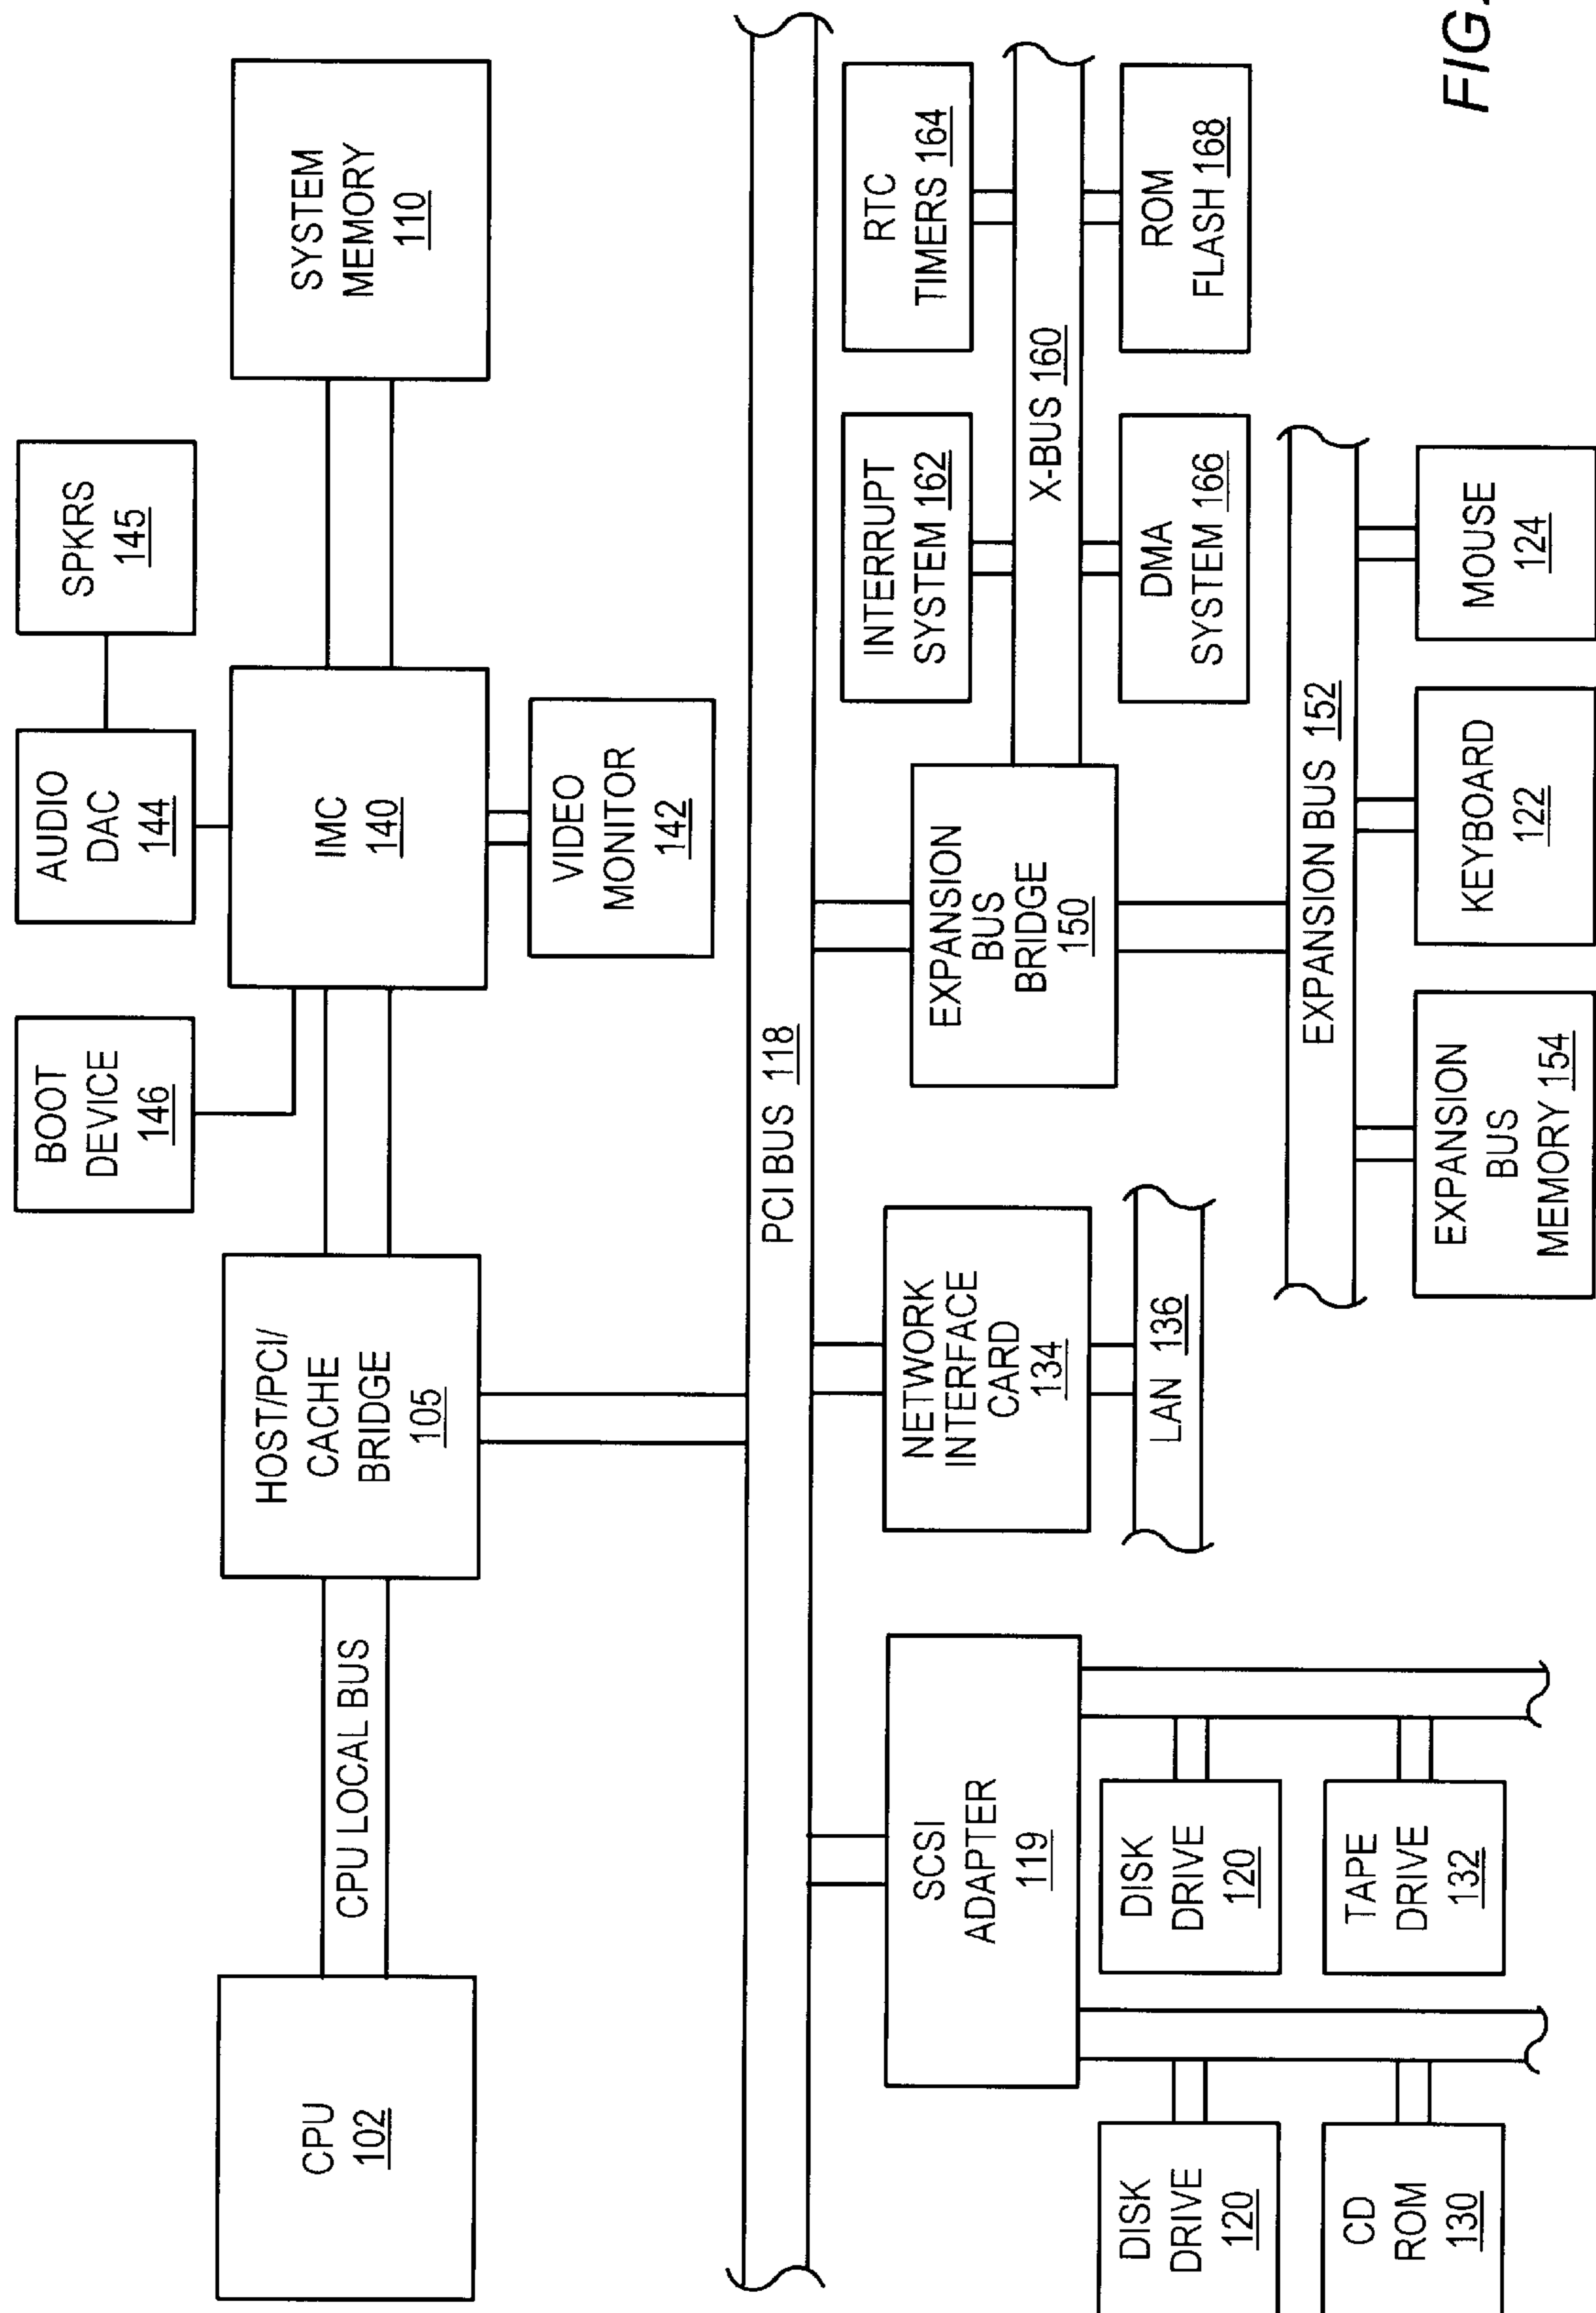 BOOT
DEVICE
146
AUDIO
DAC
144
SPKRS
145
CPU
102
CPU LOCAL BUS
HOST/PCI/
CACHE
BRIDGE
105
IMC
140
SYSTEM
MEMORY
110
VIDEO
MONITOR
142
PCI BUS 118
SCSI
ADAPTER
119
NETWORK
INTERFACE
CARD
134
LAN 136
EXPANSION
BUS
BRIDGE
150
INTERRUPT
SYSTEM 162
RTC
TIMERS 164
X-BUS 160
DMA
SYSTEM 166
ROM
FLASH 168
DISK
DRIVE
120
DISK
DRIVE
120
CD
ROM
130
TAPE
DRIVE
132
EXPANSION BUS 152
EXPANSION
BUS
MEMORY 154
KEYBOARD
122
MOUSE
124
FIG.